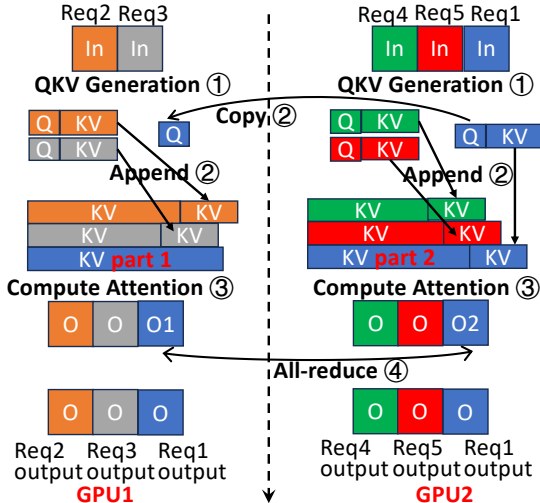 Req2 Req3
In In
QKV Generation ①
Q KV
Q KV
Q
Append ②
KV KV
KV KV
KV part 1
Compute Attention ③
O O O1
O O O
Req2 Req3 Req1
output output output
GPU1
Copy ②
All-reduce ④
Req4 Req5 Req1
In In In
QKV Generation ①
Q KV
Q KV
Q KV
Append ②
KV KV
KV KV
KV part 2 KV
Compute Attention ③
O O O2
O O O
Req4 Req5 Req1
output output output
GPU2